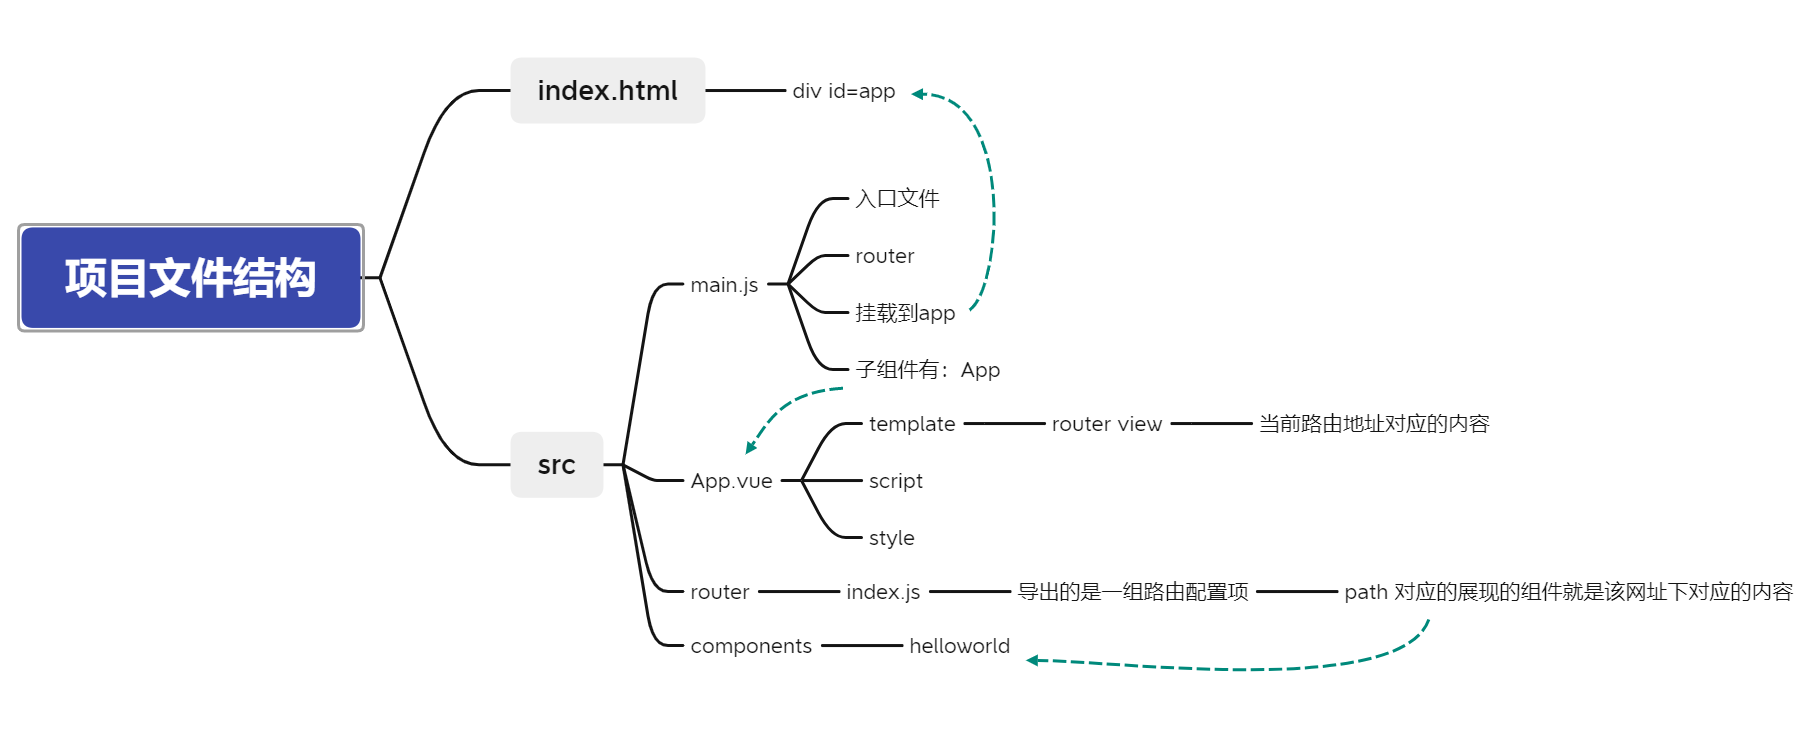 项目文件结构
index.html
div id=app
src
main.js
入口文件
router
挂载到app
子组件有：App
App.vue
template
router view
当前路由地址对应的内容
script
style
router
index.js
导出的是一组路由配置项
path 对应的展现的组件就是该网址下对应的内容
components
helloworld